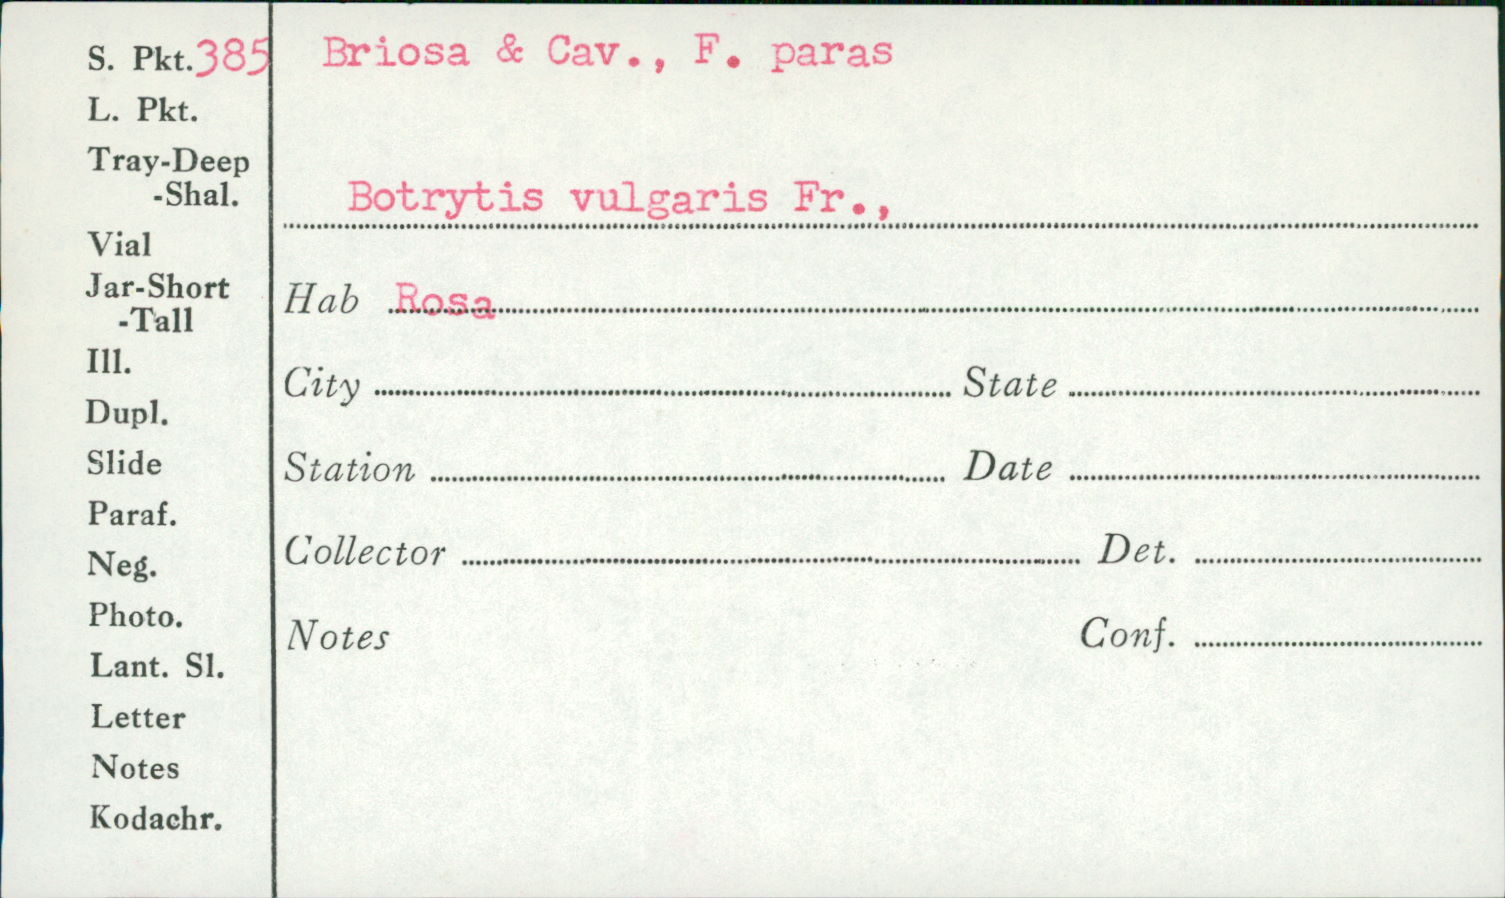 S. Pkt. 385
L. Pkt.
Tray-Deep
-Shal.
Vial
Jar-Short
-Tall
Ill.
Dupl.
Slide
Paraf.
Neg.
Photo.
Lant. Sl.
Letter
Notes
Kodachr.
Briosa & Cav., F. paras
Botrytis vulgaris Fr.,
Hab Rosa
City State
Station Date
Collector Det.
Notes Conf.